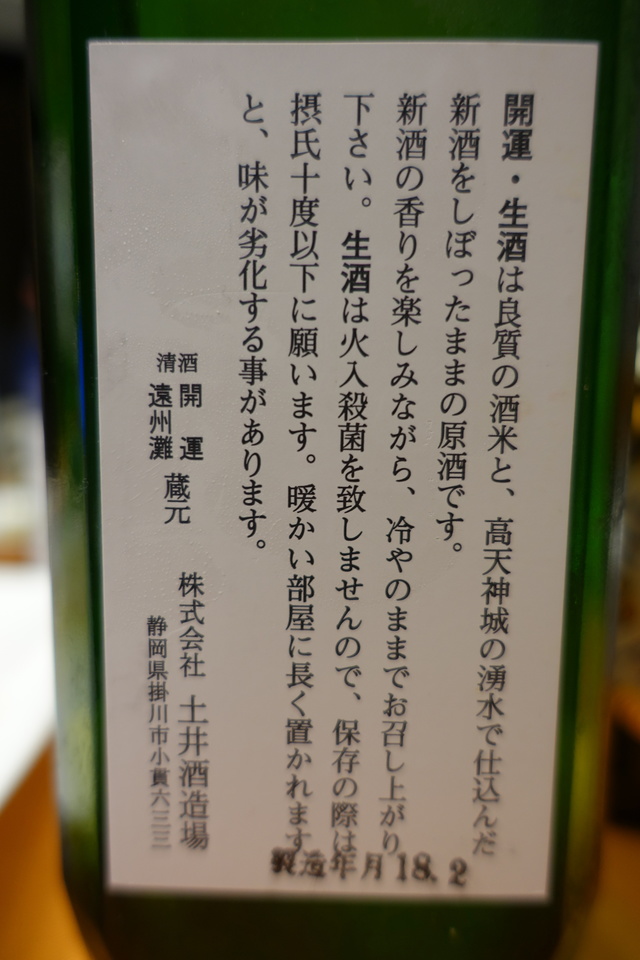 開運・生酒は良質の酒米と、高天神城の湧水で仕込んだ
新酒をしぼったままの原酒です。
新酒の香りを楽しみながら、冷やのままでお召し上がり
下さい。生酒は火入殺菌を致しませんので、保存の際は
摂氏十度以下に願います。暖かい部屋に長く置かれます
と、味が劣化する事があります。
清酒
開運
遠州灘
蔵元
株式会社 土井酒造場
静岡県掛川市小貫六三三
製造年月 18. 2